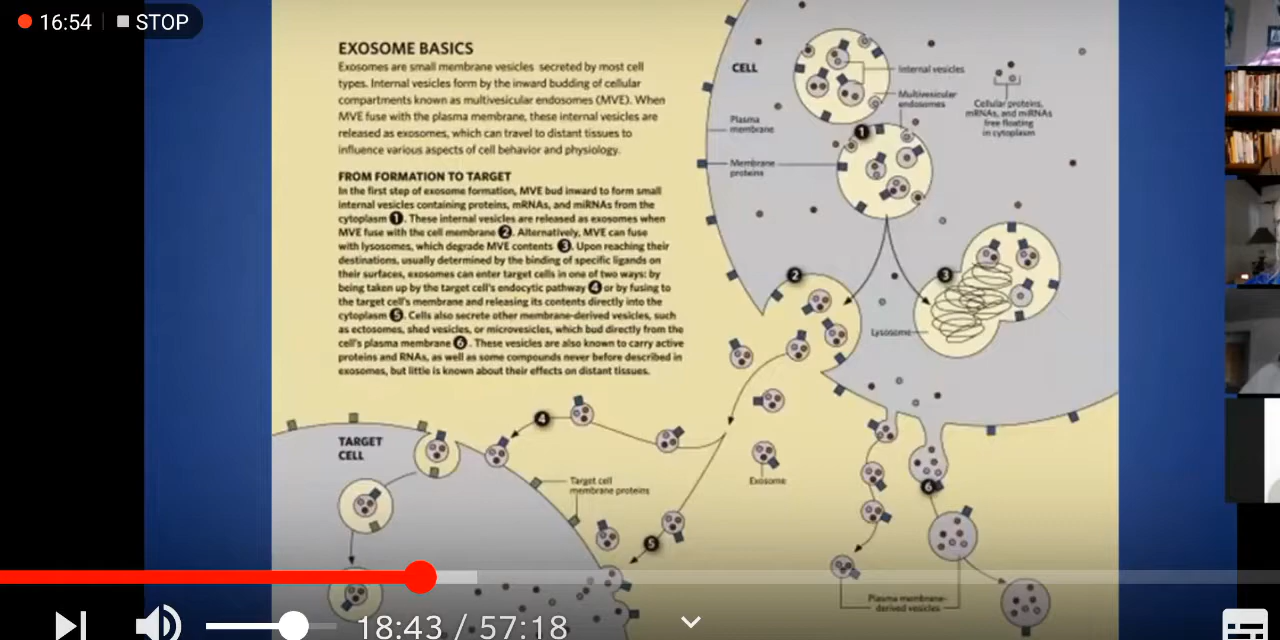 16:54
STOP
EXOSOME BASICS
Exosomes are small membrane vesicles secreted by most cell
types. Internal vesicles form by the inward budding of cellular
compartments known as multivesicular endosomes (MVE). When
MVE fuse with the plasma membrane, these internal vesicles are
released as exosomes, which can travel to distant tissues to
influence various aspects of cell behavior and physiology.
FROM FORMATION TO TARGET
In the first step of exosome formation, MVE bud inward to form small
internal vesicles containing proteins, mRNAs, and miRNAs from the
cytoplasm 1. These internal vesicles are released as exosomes when
MVE fuse with the cell membrane 2. Alternatively, MVE can fuse
with lysosomes, which degrade MVE contents 3. Upon reaching their
destinations, usually determined by the binding of specific ligands on
their surfaces, exosomes can enter target cells in one of two ways: by
being taken up by the target cell's endocytic pathway 4 or by fusing to
the target cell's membrane and releasing its contents directly into the
cytoplasm 5. Cells also secrete other membrane-derived vesicles, such
as ectosomes, shed vesicles, or microvesicles, which bud directly from the
cell's plasma membrane 6. These vesicles are also known to carry active
proteins and RNAs, as well as some compounds never before described in
exosomes, but little is known about their effects on distant tissues.
CELL
Internal vesicles
Multivesicular
endosomes
Cellular proteins,
mRNAs, and miRNAs
free floating
in cytoplasm
Plasma
membrane
1
Membrane
proteins
2
3
Lysosome
4
TARGET
CELL
Target cell
membrane proteins
Exosome
6
5
Plasma membrane-
derived vesicles
18:43 / 57:18